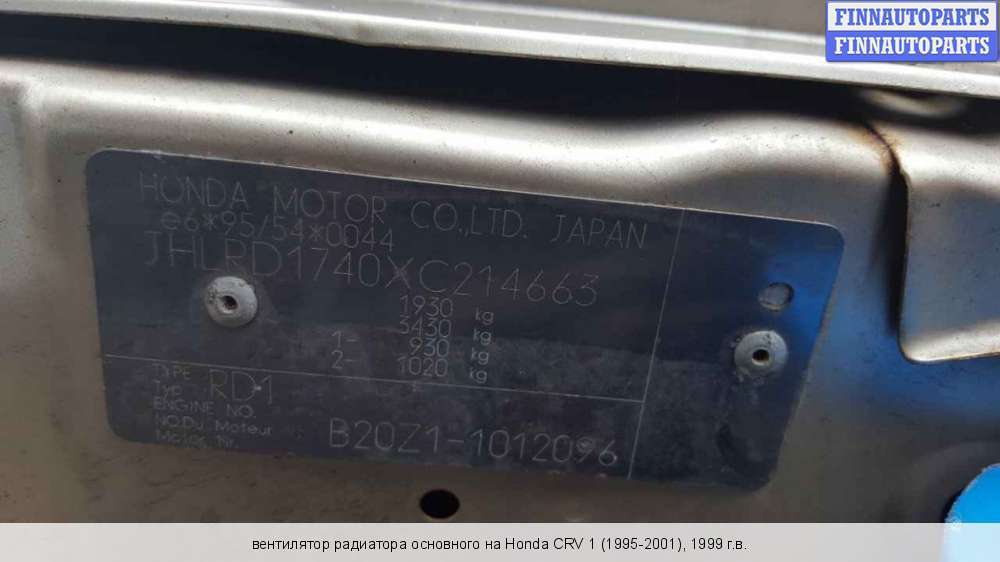 FINNAUTOPARTS
FINNAUTOPARTS
HONDA MOTOR CO.,LTD. JAPAN
e6*95/54*0044
JHLRD1740XC214663
1930 kg
3430 kg
1- 930 kg
2- 1020 kg
TYPE
TYP RD1
ENGINE NO.
NO.Du Moteur
Motor Nr. B20Z1-1012096
вентилятор радиатора основного на Honda CRV 1 (1995-2001), 1999 г.в.